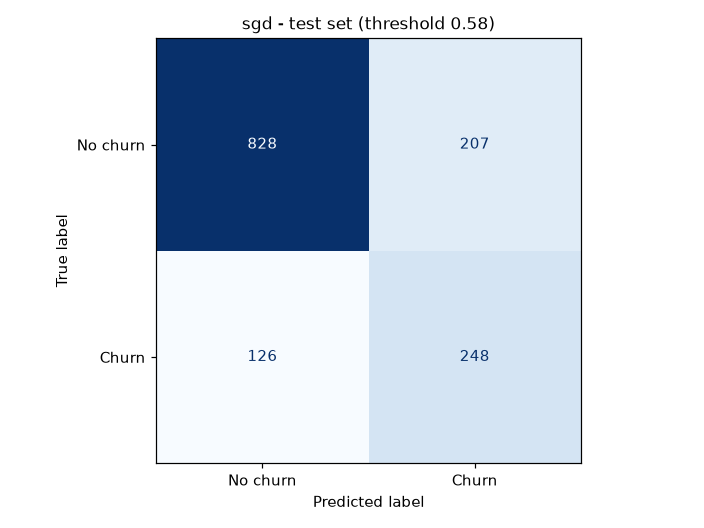 sgd - test set (threshold 0.58)
True label
No churn
828
207
Churn
126
248
No churn
Churn
Predicted label